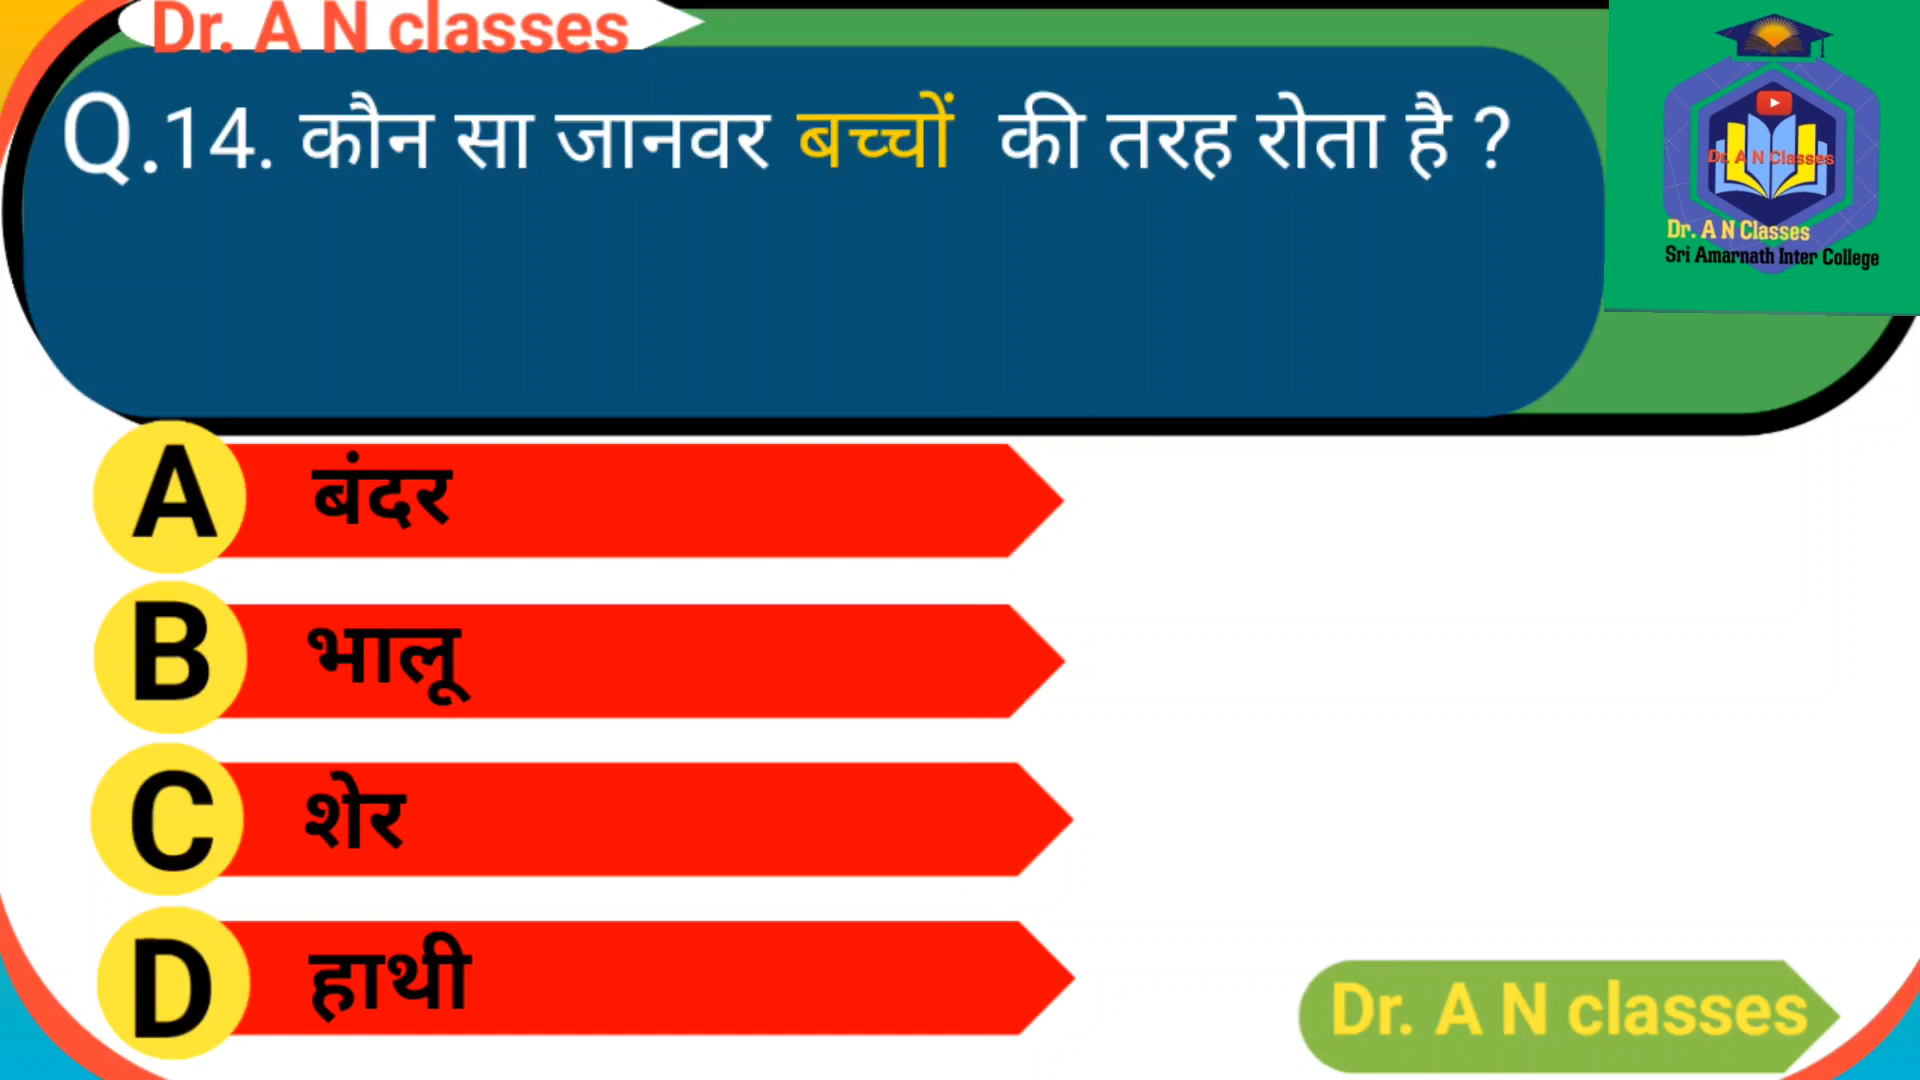 Dr. A N classes
Q.14. कौन सा जानवर बच्चों की तरह रोता है ?
Dr. A N Classes
Dr. A N Classes
Sri Amarnath Inter College
A बंदर
B भालू
C शेर
D हाथी
Dr. A N classes